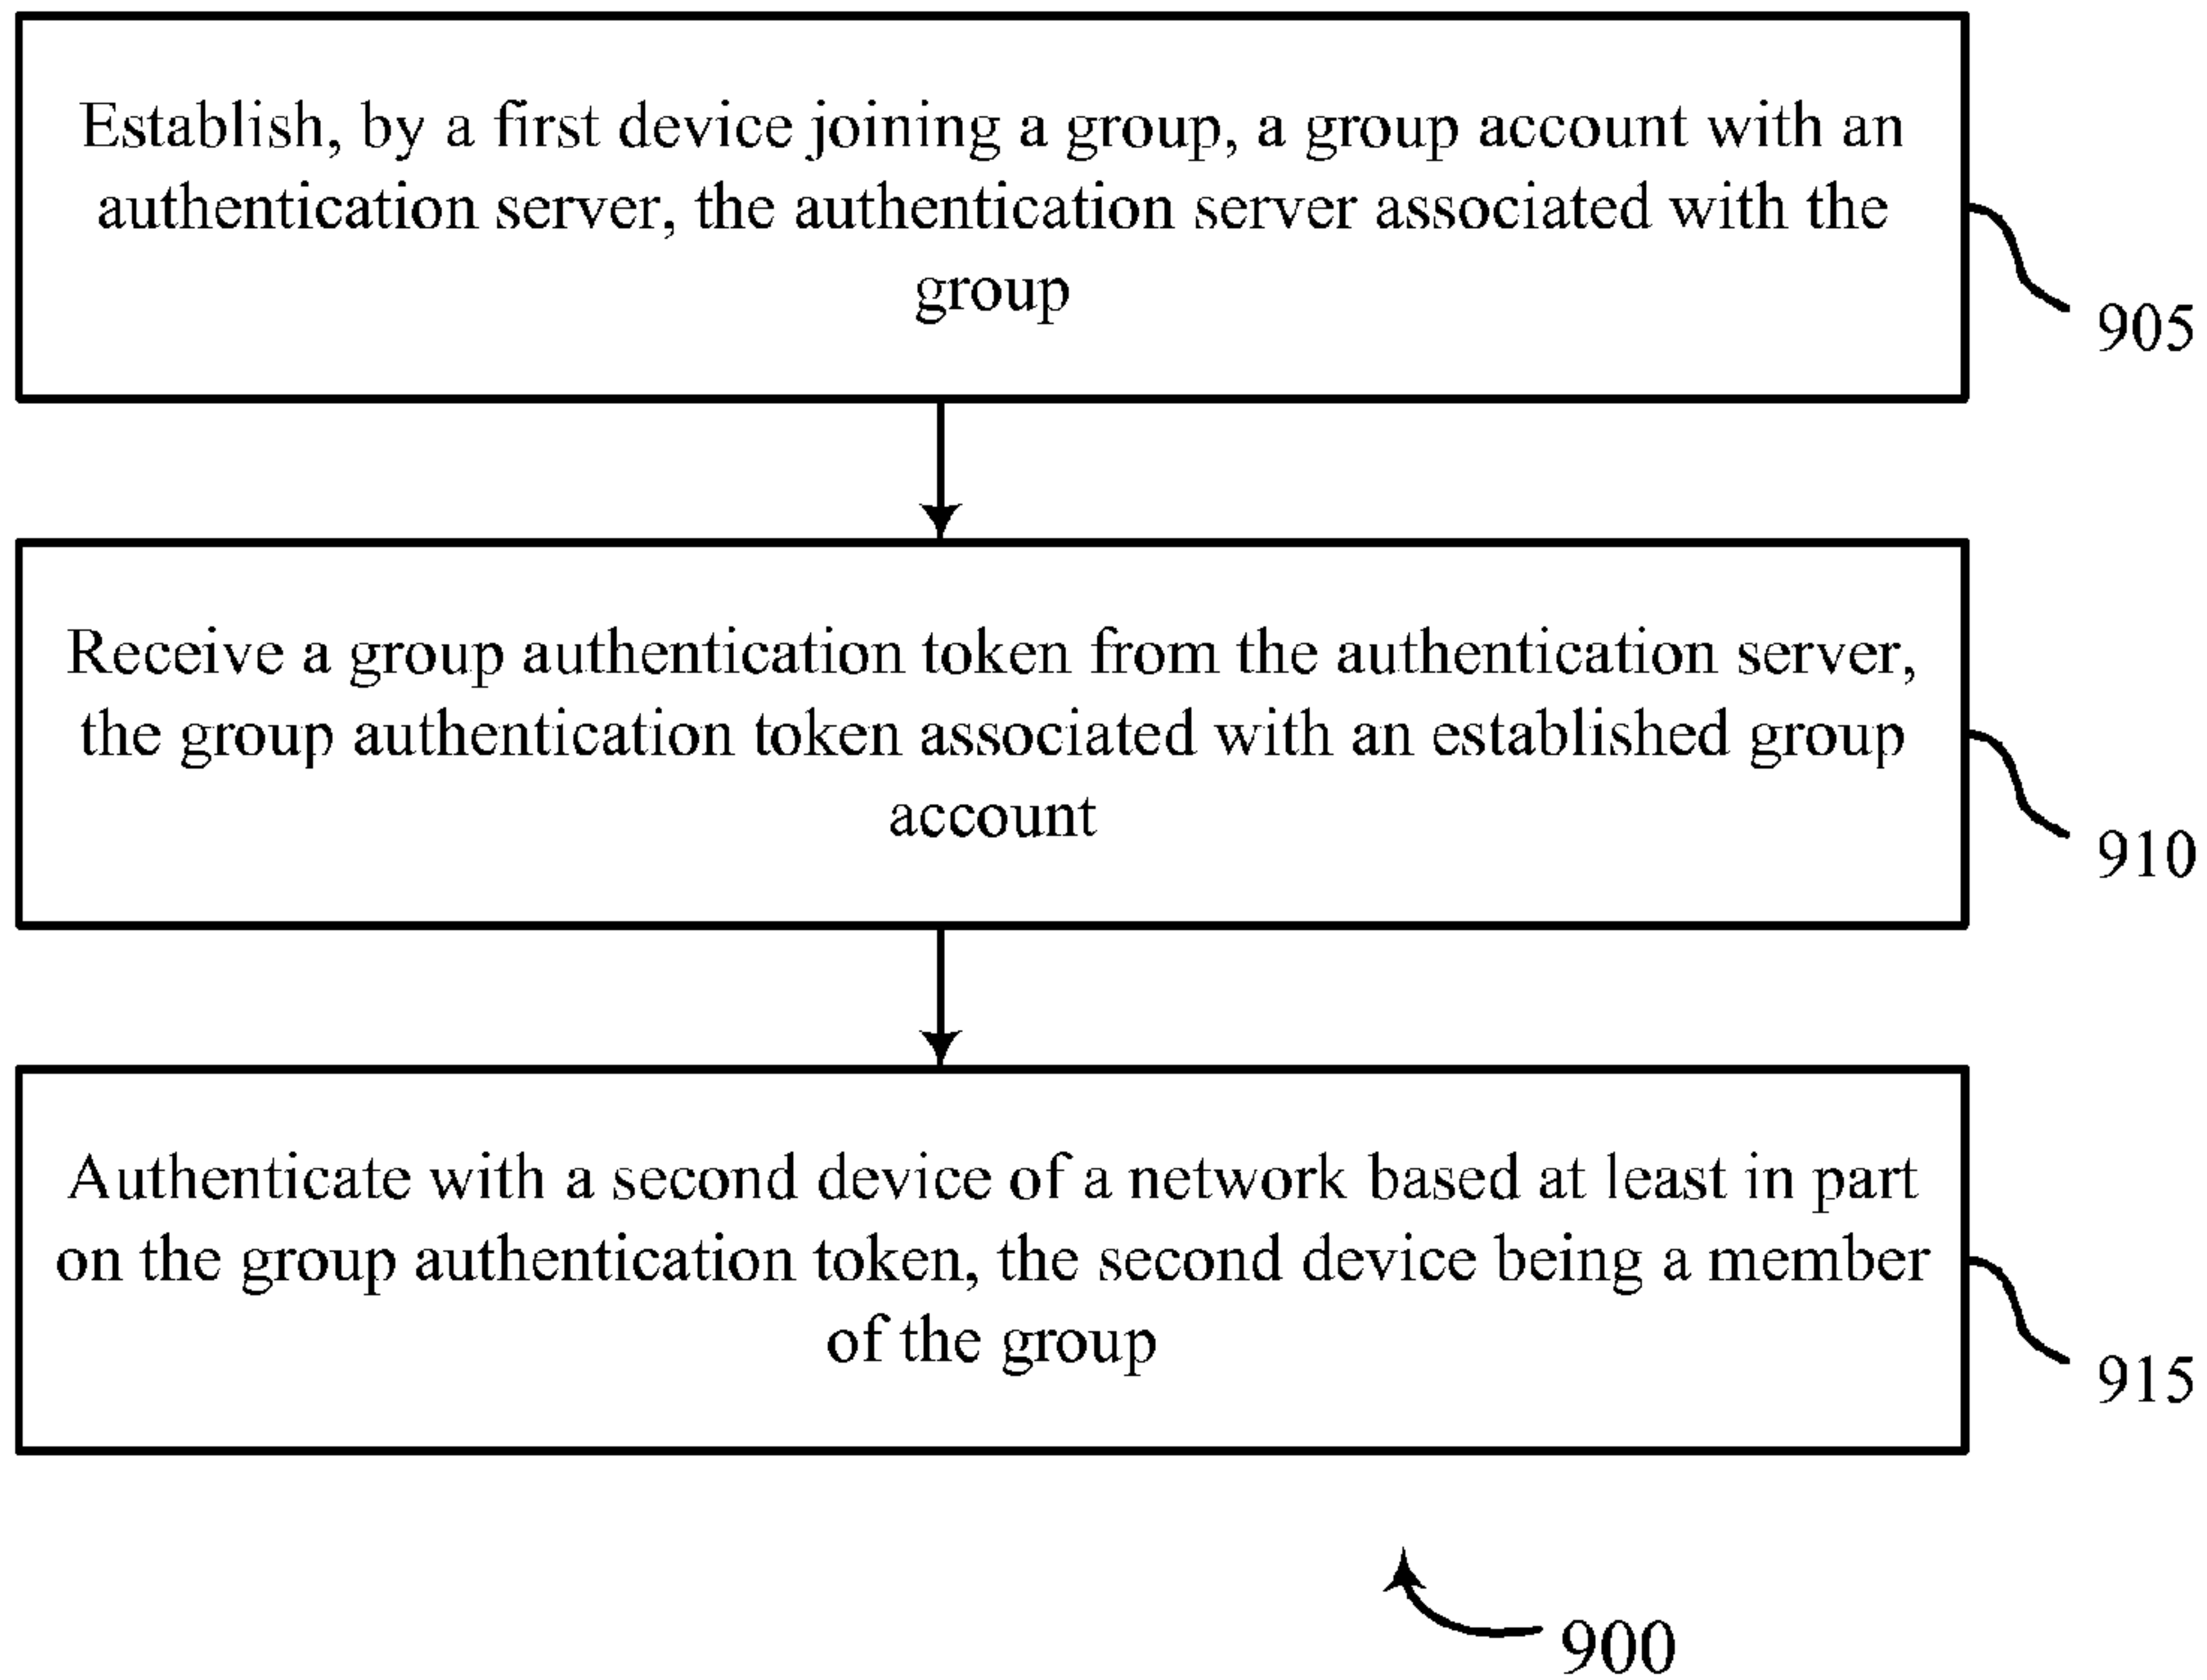 Establish, by a first device joining a group, a group account with an
authentication server, the authentication server associated with the
group
905
Receive a group authentication token from the authentication server,
the group authentication token associated with an established group
account
910
Authenticate with a second device of a network based at least in part
on the group authentication token, the second device being a member
of the group
915
900